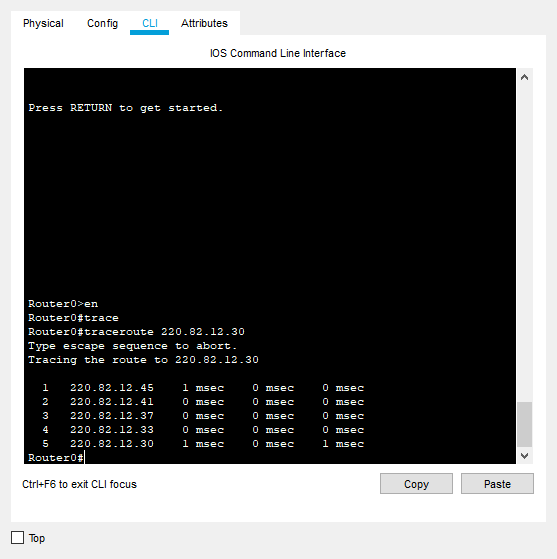 Physical Config CLI Attributes
IOS Command Line Interface
Press RETURN to get started.
Router0>en
Router0#trace
Router0#traceroute 220.82.12.30
Type escape sequence to abort.
Tracing the route to 220.82.12.30
1 220.82.12.45 1 msec 0 msec 0 msec
2 220.82.12.41 0 msec 0 msec 0 msec
3 220.82.12.37 0 msec 0 msec 0 msec
4 220.82.12.33 0 msec 0 msec 0 msec
5 220.82.12.30 1 msec 0 msec 1 msec
Router0#
Ctrl+F6 to exit CLI focus Copy Paste
Top